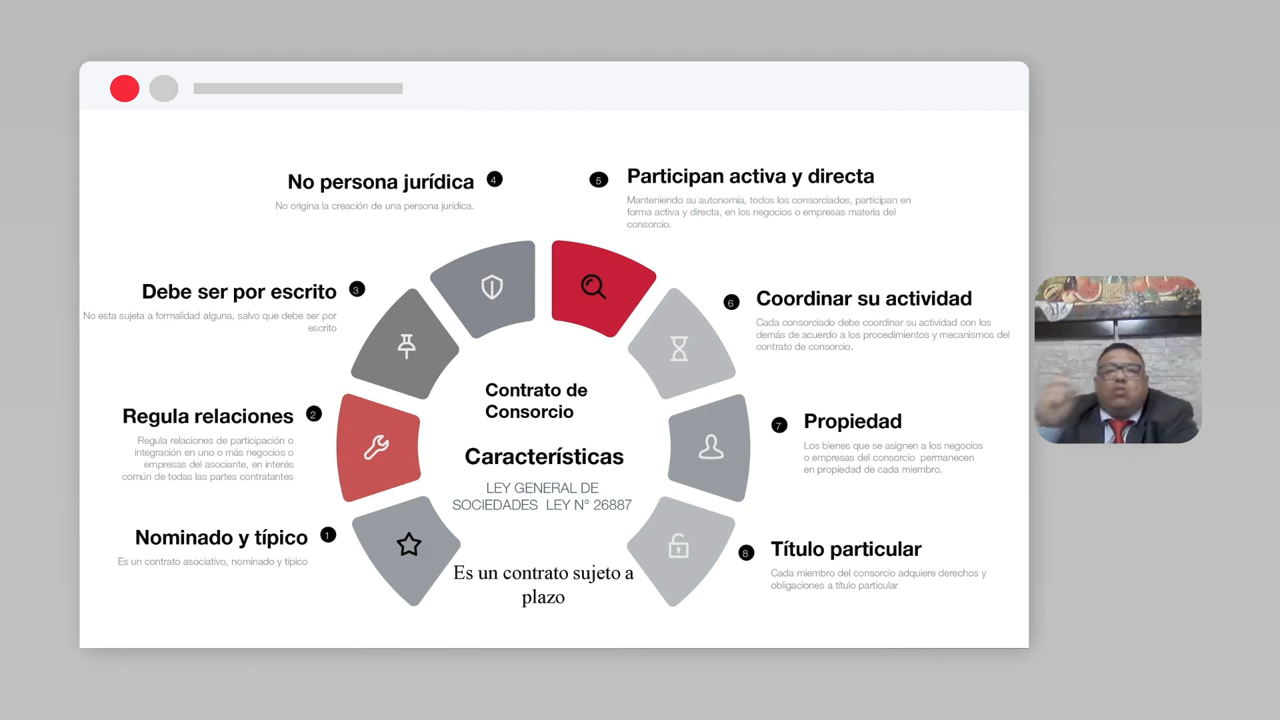 No persona jurídica 4
No origina la creación de una persona jurídica.
5 Participan activa y directa
Manteniendo su autonomía, todos los consorciados, participan en
forma activa y directa, en los negocios o empresas materia del
consorcio.
Debe ser por escrito 3
No esta sujeta a formalidad alguna, salvo que debe ser por
escrito
6 Coordinar su actividad
Cada consorciado debe coordinar su actividad con los
demás de acuerdo a los procedimientos y mecanismos del
contrato de consorcio.
Regula relaciones 2
Regula relaciones de participación o
integración en uno o más negocios o
empresas del asociante, en interés
común de todas las partes contratantes
Contrato de
Consorcio
Características
LEY GENERAL DE
SOCIEDADES LEY N° 26887
7 Propiedad
Los bienes que se asignen a los negocios
o empresas del consorcio permanecen
en propiedad de cada miembro.
Nominado y típico 1
Es un contrato asociativo, nominado y típico
Es un contrato sujeto a
plazo
8 Título particular
Cada miembro del consorcio adquiere derechos y
obligaciones a título particular